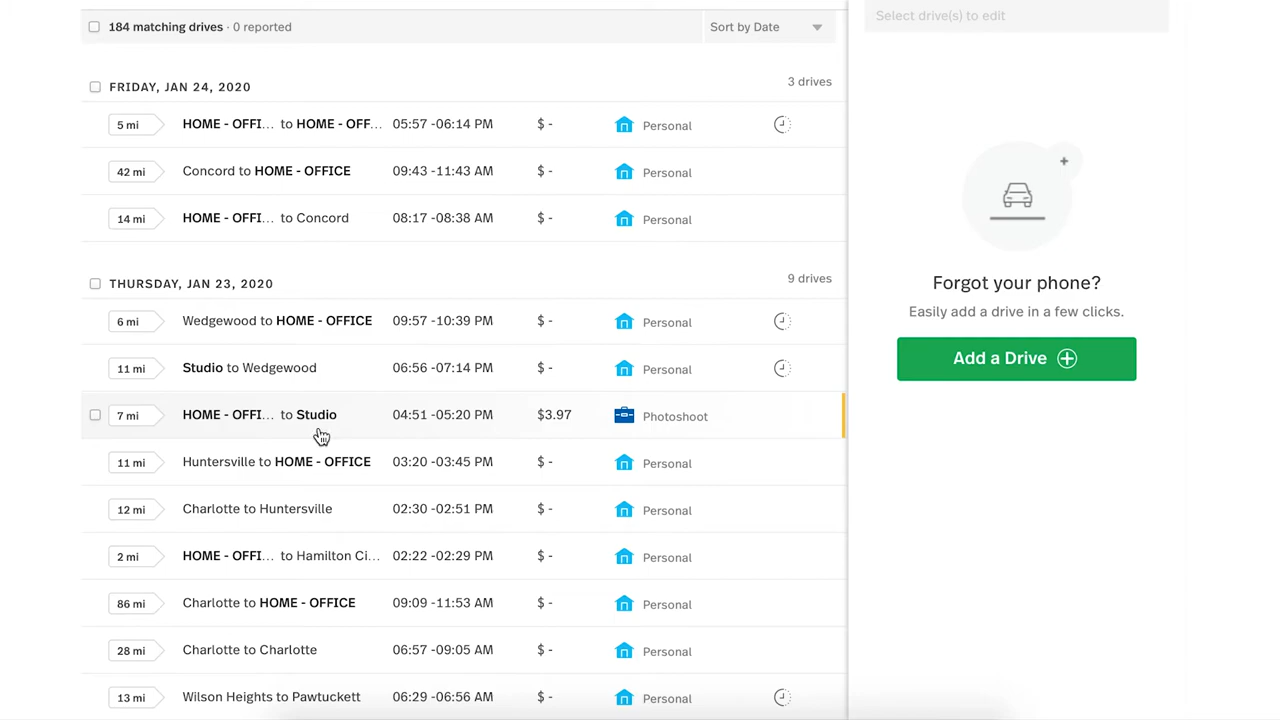 Select drive(s) to edit
184 matching drives · 0 reported
Sort by Date
FRIDAY, JAN 24, 2020
3 drives
5 mi HOME - OFFI... to HOME - OFF... 05:57 -06:14 PM $ - Personal
42 mi Concord to HOME - OFFICE 09:43 -11:43 AM $ - Personal
14 mi HOME - OFFI... to Concord 08:17 -08:38 AM $ - Personal
THURSDAY, JAN 23, 2020
9 drives
6 mi Wedgewood to HOME - OFFICE 09:57 -10:39 PM $ - Personal
11 mi Studio to Wedgewood 06:56 -07:14 PM $ - Personal
7 mi HOME - OFFI... to Studio 04:51 -05:20 PM $3.97 Photoshoot
11 mi Huntersville to HOME - OFFICE 03:20 -03:45 PM $ - Personal
12 mi Charlotte to Huntersville 02:30 -02:51 PM $ - Personal
2 mi HOME - OFFI... to Hamilton Ci... 02:22 -02:29 PM $ - Personal
86 mi Charlotte to HOME - OFFICE 09:09 -11:53 AM $ - Personal
28 mi Charlotte to Charlotte 06:57 -09:05 AM $ - Personal
13 mi Wilson Heights to Pawtuckett 06:29 -06:56 AM $ - Personal
Forgot your phone?
Easily add a drive in a few clicks.
Add a Drive